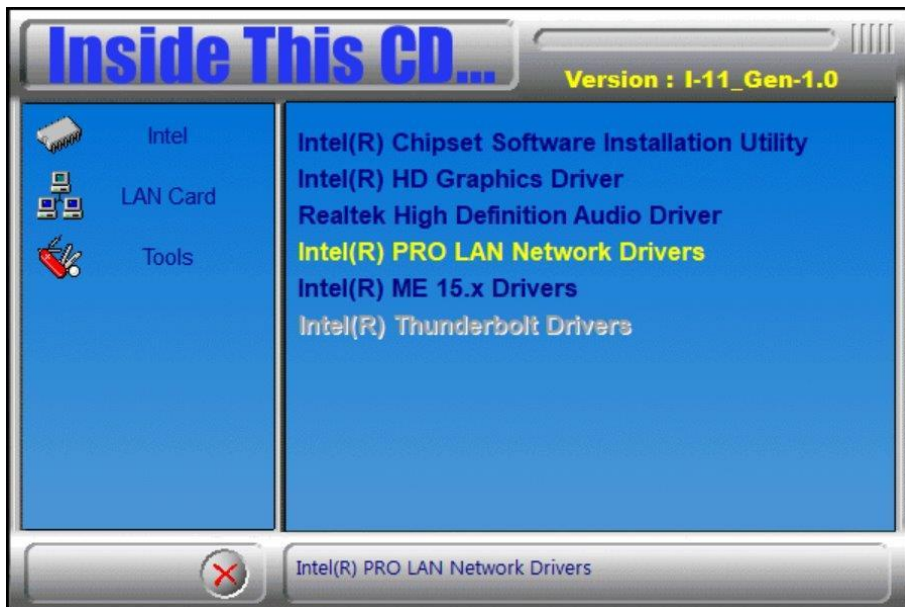 Inside This CD...
Version : I-11_Gen-1.0
Intel
LAN Card
Tools
Intel(R) Chipset Software Installation Utility
Intel(R) HD Graphics Driver
Realtek High Definition Audio Driver
Intel(R) PRO LAN Network Drivers
Intel(R) ME 15.x Drivers
Intel(R) Thunderbolt Drivers
Intel(R) PRO LAN Network Drivers